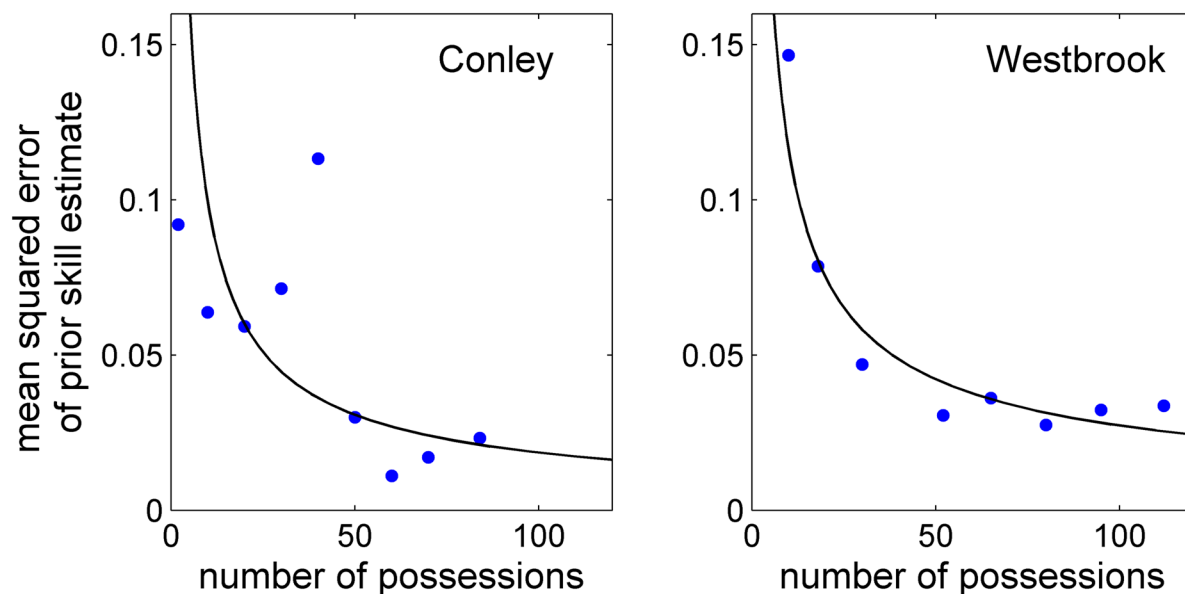 mean squared error
of prior skill estimate
0.15
0.1
0.05
0
Conley
0
50
100
number of possessions
0.15
0.1
0.05
0
Westbrook
0
50
100
number of possessions